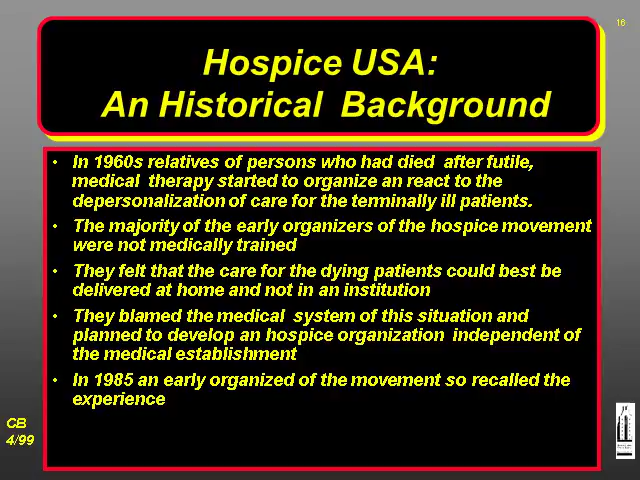 16
Hospice USA:
An Historical Background
• In 1960s relatives of persons who had died after futile,
medical therapy started to organize an react to the
depersonalization of care for the terminally ill patients.
• The majority of the early organizers of the hospice movement
were not medically trained
• They felt that the care for the dying patients could best be
delivered at home and not in an institution
• They blamed the medical system of this situation and
planned to develop an hospice organization independent of
the medical establishment
• In 1985 an early organized of the movement so recalled the
experience
CB
4/99